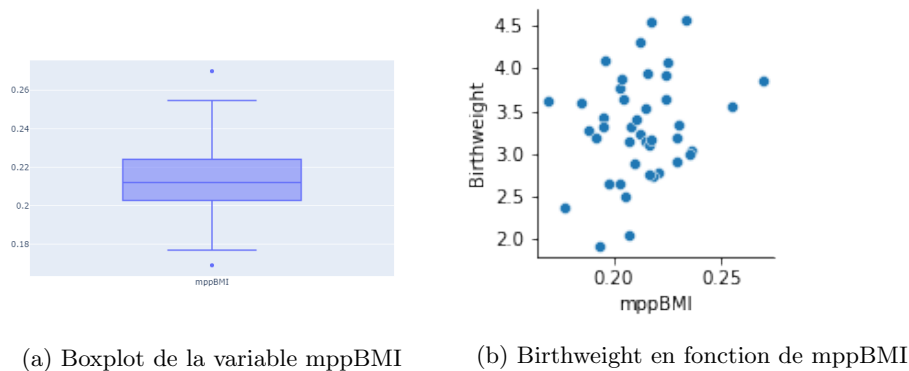 0.26
0.24
0.22
0.2
0.18
mppBMI
4.5
4.0
3.5
3.0
2.5
2.0
Birthweight
0.20 0.25
mppBMI
(a) Boxplot de la variable mppBMI
(b) Birthweight en fonction de mppBMI